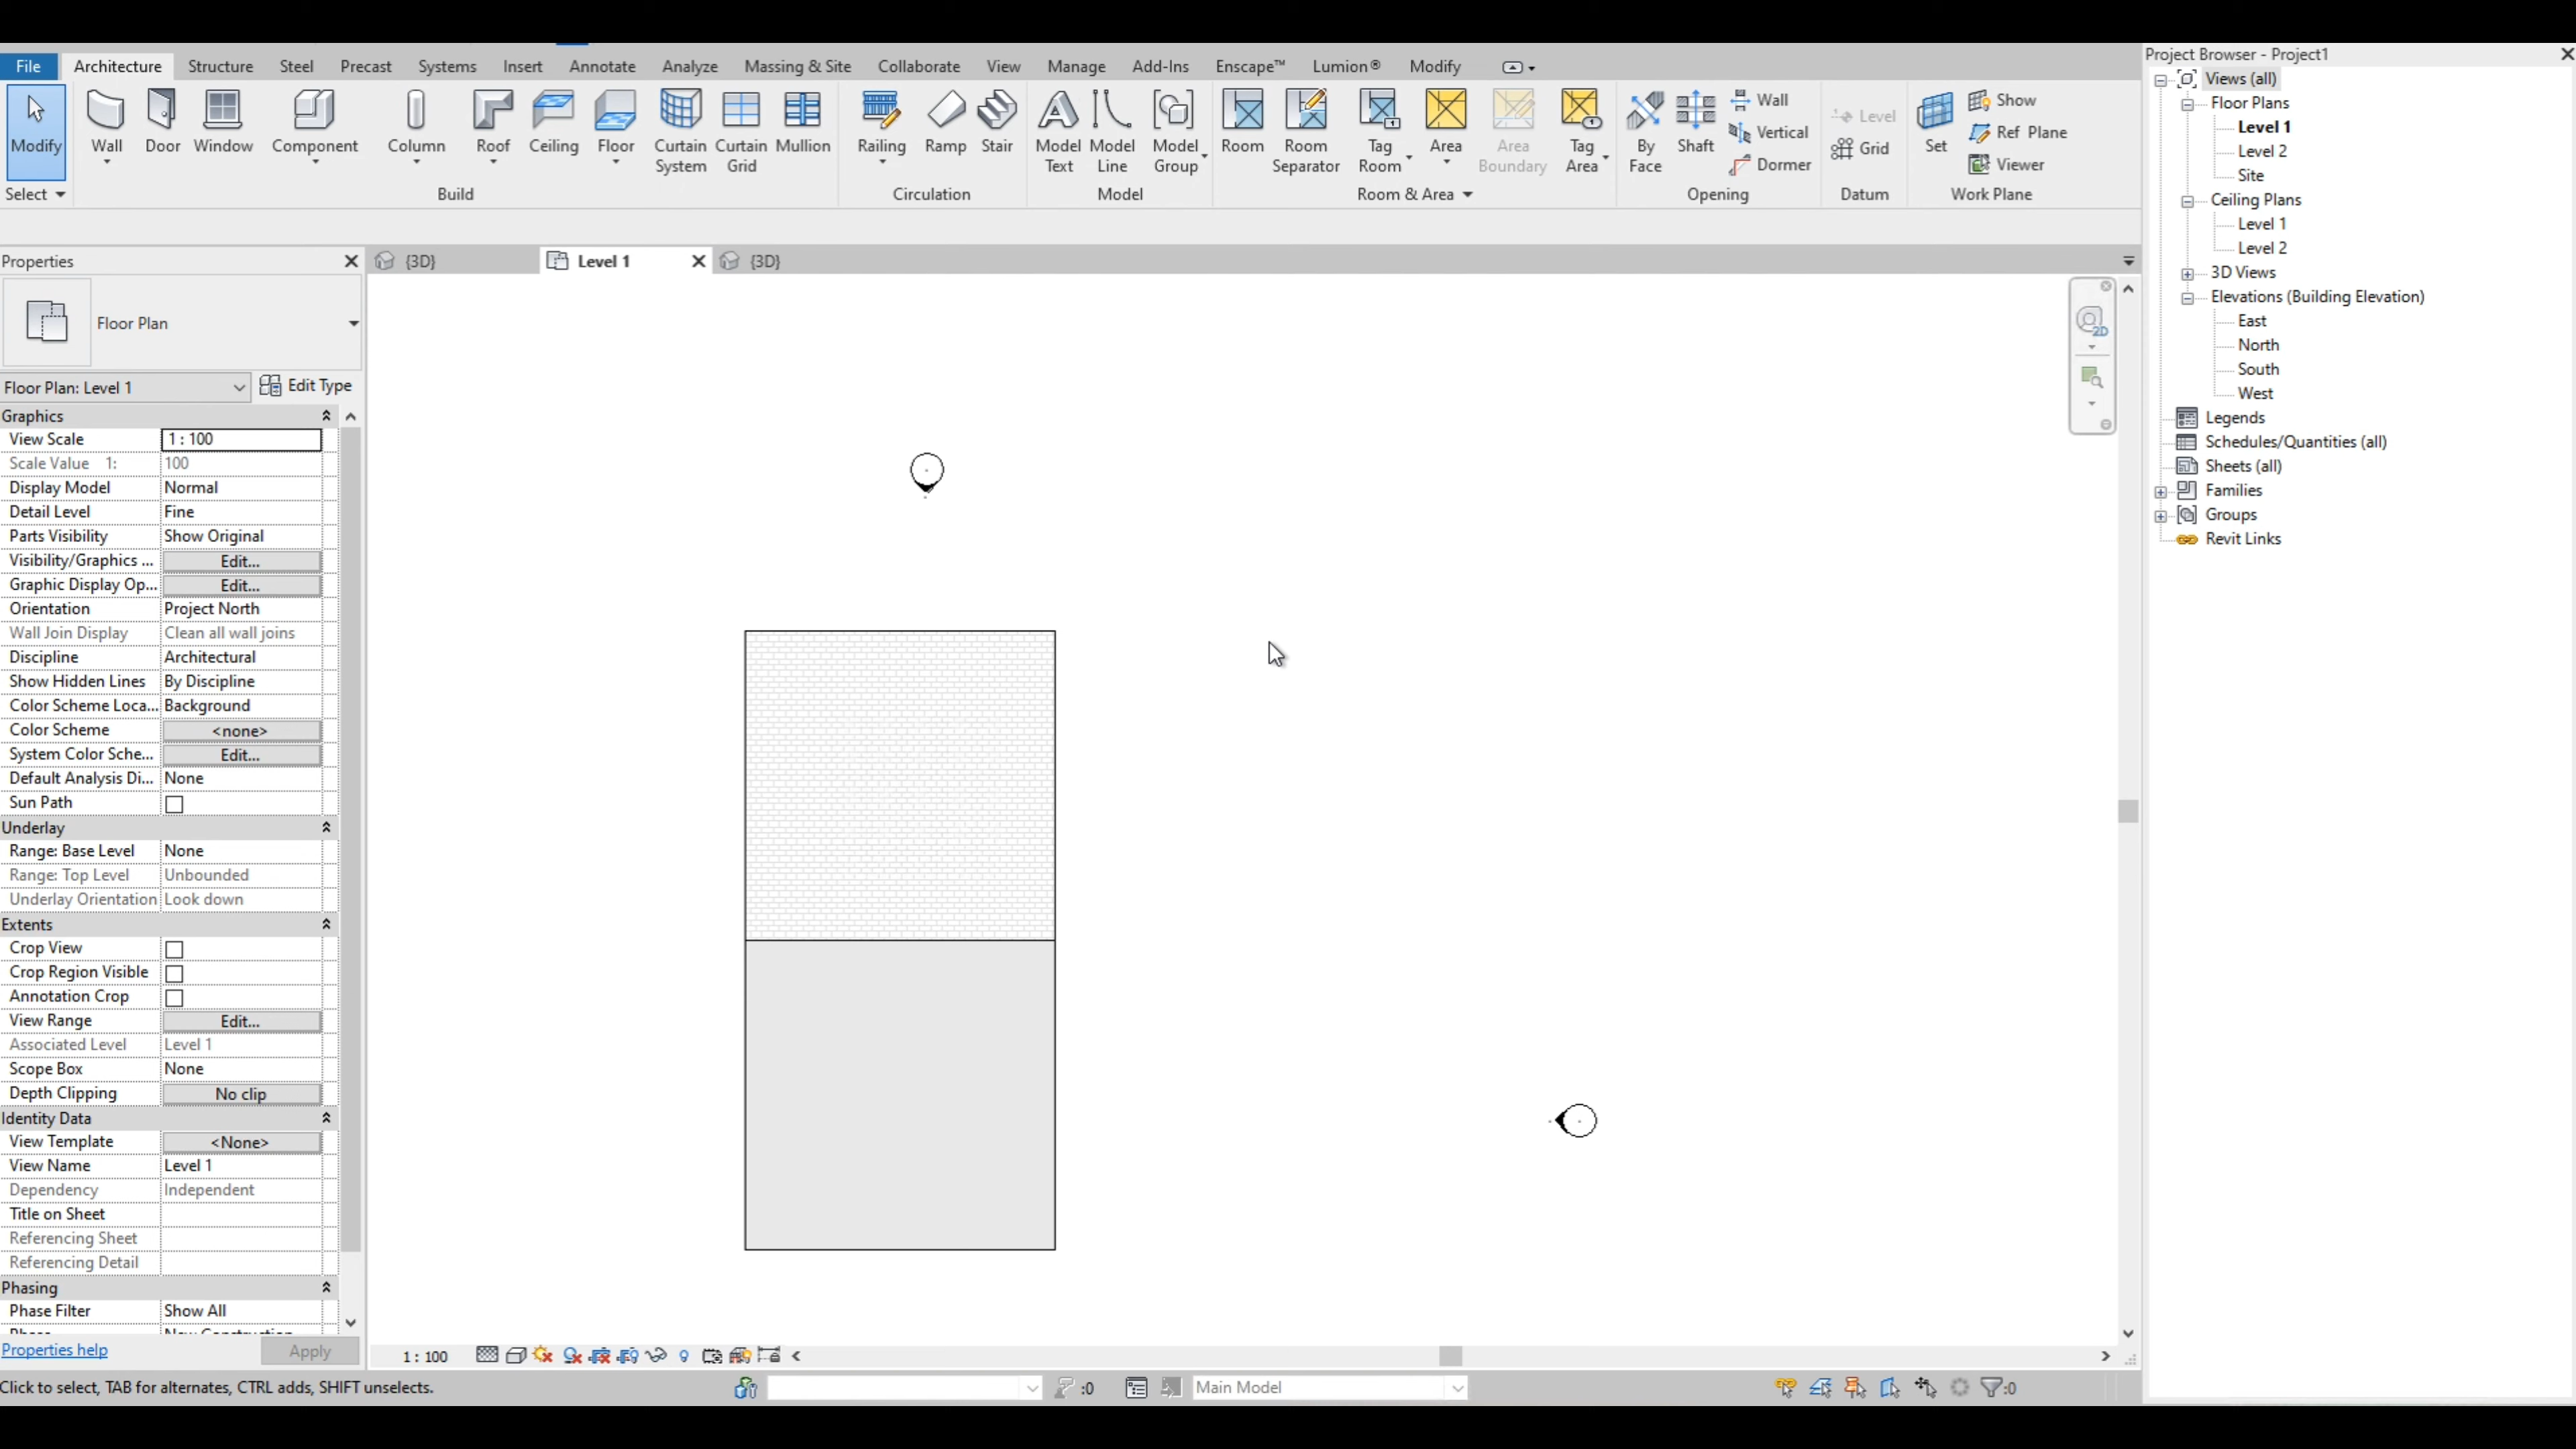 File Architecture Structure Steel Precast Systems Insert Annotate Analyze Massing & Site Collaborate View Manage Add-Ins Enscape™ Lumion® Modify
Modify
Wall
Door
Window
Component
Column
Roof
Ceiling
Floor
Curtain
System
Curtain
Grid
Mullion
Railing
Ramp
Stair
Model
Text
Model
Line
Model
Group
Room
Room
Separator
Tag
Room
Area
Area
Boundary
Tag
Area
By
Face
Shaft
Wall
Vertical
Dormer
Level
Grid
Set
Show
Ref Plane
Viewer
Select
Build
Circulation
Model
Room & Area
Opening
Datum
Work Plane
Properties
{3D}
Level 1
{3D}
Floor Plan
Floor Plan: Level 1
Edit Type
Graphics
View Scale 1 : 100
Scale Value 1: 100
Display Model Normal
Detail Level Fine
Parts Visibility Show Original
Visibility/Graphics ... Edit...
Graphic Display Op... Edit...
Orientation Project North
Wall Join Display Clean all wall joins
Discipline Architectural
Show Hidden Lines By Discipline
Color Scheme Loca... Background
Color Scheme <none>
System Color Sche... Edit...
Default Analysis Di... None
Sun Path
Underlay
Range: Base Level None
Range: Top Level Unbounded
Underlay Orientation Look down
Extents
Crop View
Crop Region Visible
Annotation Crop
View Range Edit...
Associated Level Level 1
Scope Box None
Depth Clipping No clip
Identity Data
View Template <None>
View Name Level 1
Dependency Independent
Title on Sheet
Referencing Sheet
Referencing Detail
Phasing
Phase Filter Show All
Properties help
Apply
2D
1 : 100
Click to select, TAB for alternates, CTRL adds, SHIFT unselects.
:0
Main Model
:0
Project Browser - Project1
Views (all)
Floor Plans
Level 1
Level 2
Site
Ceiling Plans
Level 1
Level 2
3D Views
Elevations (Building Elevation)
East
North
South
West
Legends
Schedules/Quantities (all)
Sheets (all)
Families
Groups
Revit Links